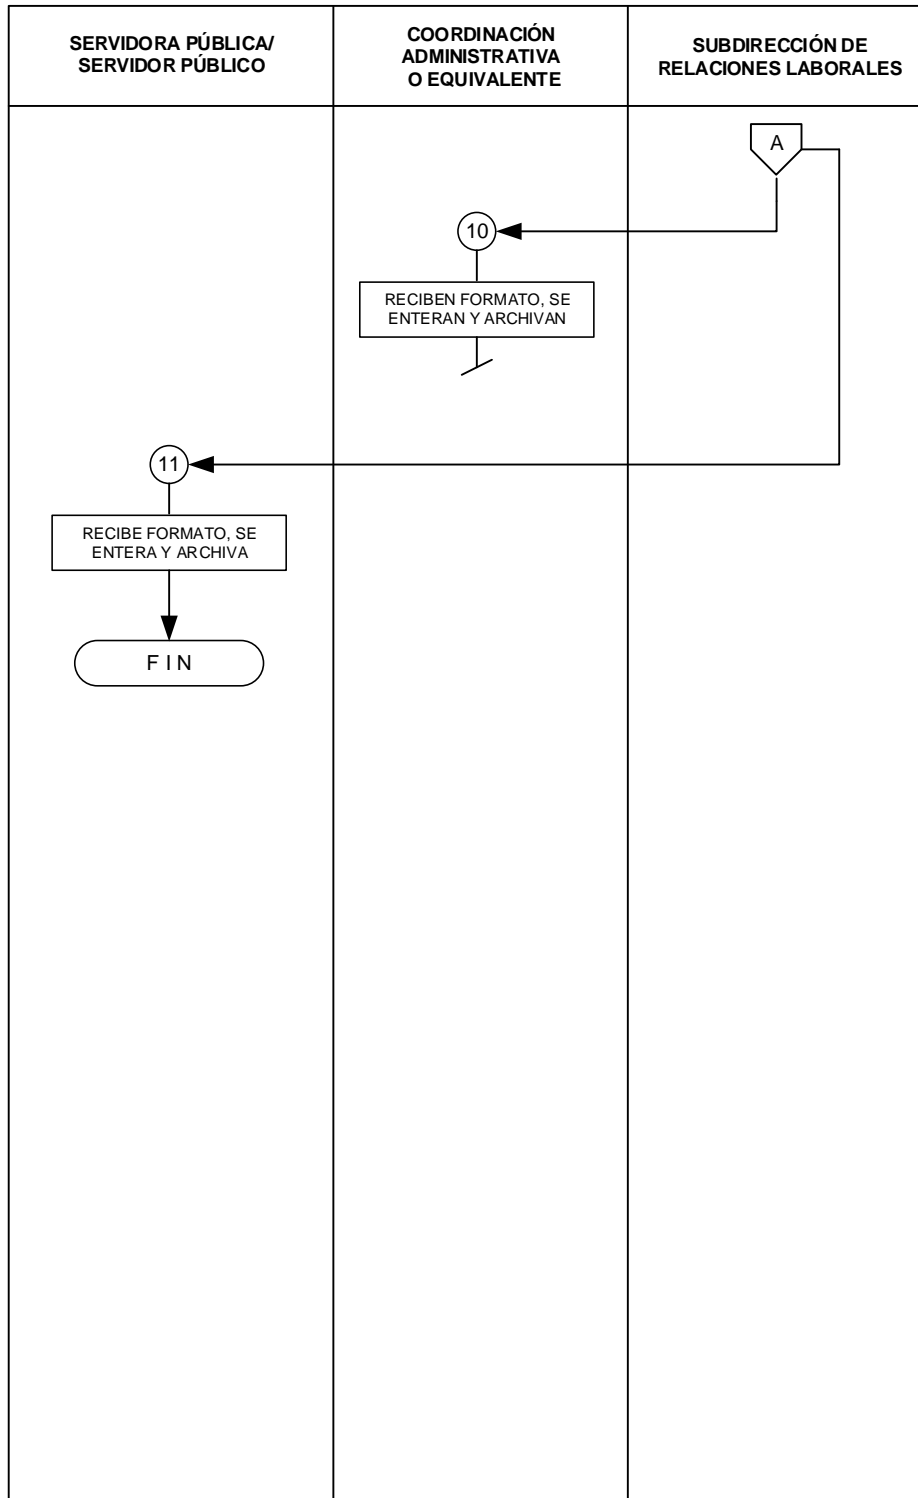 SERVIDORA PÚBLICA/
SERVIDOR PÚBLICO
COORDINACIÓN
ADMINISTRATIVA
O EQUIVALENTE
SUBDIRECCIÓN DE
RELACIONES LABORALES
A
10
RECIBEN FORMATO, SE
ENTERAN Y ARCHIVAN
11
RECIBE FORMATO, SE
ENTERA Y ARCHIVA
F I N